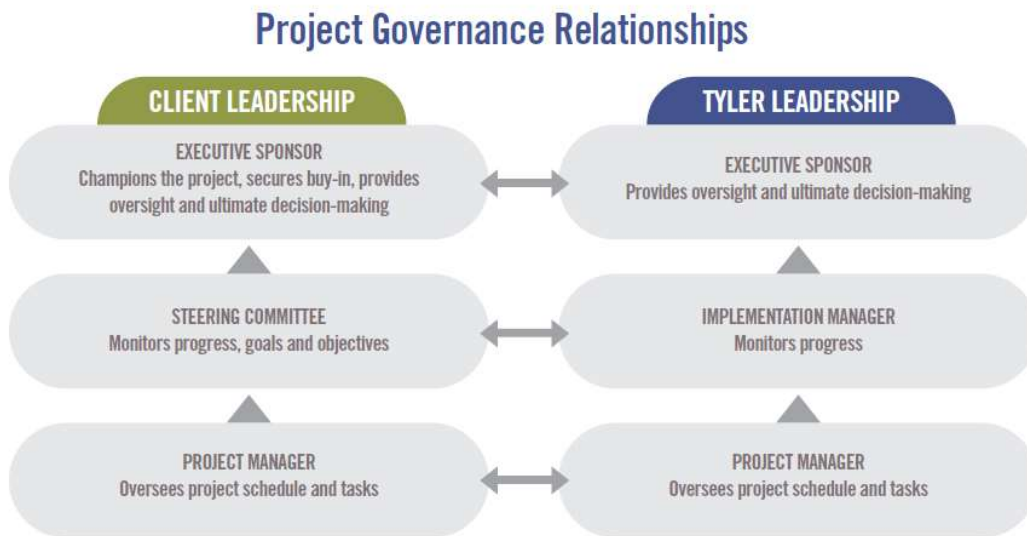 Project Governance Relationships
CLIENT LEADERSHIP
EXECUTIVE SPONSOR
Champions the project, secures buy-in, provides
oversight and ultimate decision-making
STEERING COMMITTEE
Monitors progress, goals and objectives
PROJECT MANAGER
Oversees project schedule and tasks
TYLER LEADERSHIP
EXECUTIVE SPONSOR
Provides oversight and ultimate decision-making
IMPLEMENTATION MANAGER
Monitors progress
PROJECT MANAGER
Oversees project schedule and tasks